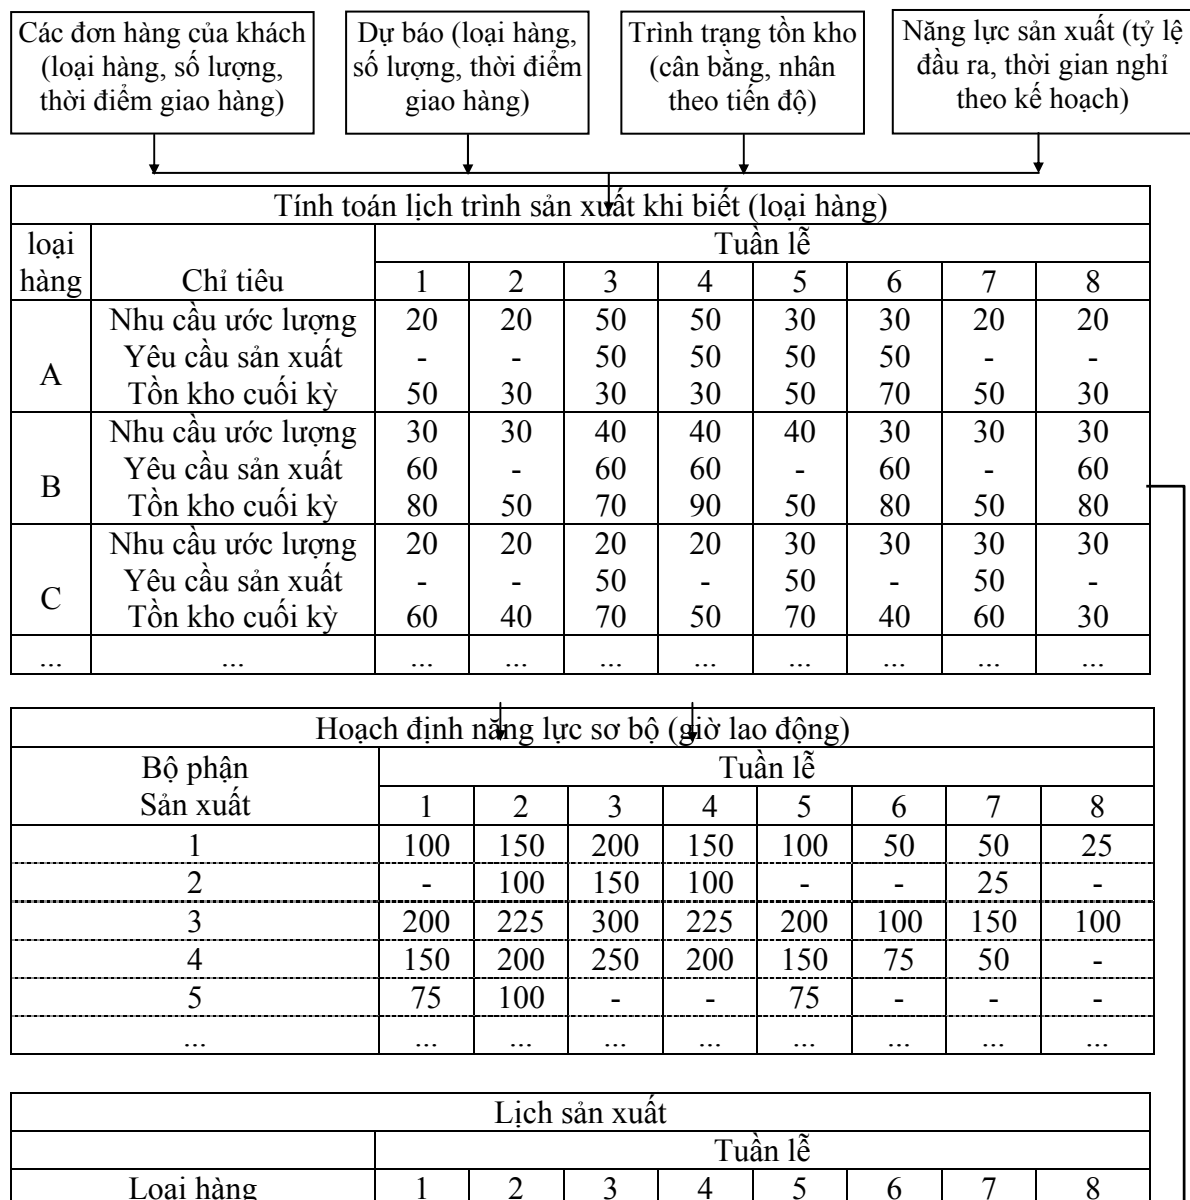 Các đơn hàng của khách
(loại hàng, số lượng,
thời điểm giao hàng)
Dự báo (loại hàng,
số lượng, thời điểm
giao hàng)
Trình trạng tồn kho
(cân bằng, nhân
theo tiến độ)
Năng lực sản xuất (tỷ lệ
đầu ra, thời gian nghỉ
theo kế hoạch)
Tính toán lịch trình sản xuất khi biết (loại hàng)
loại Tuần lễ
hàng Chỉ tiêu 1 2 3 4 5 6 7 8
Nhu cầu ước lượng 20 20 50 50 30 30 20 20
A Yêu cầu sản xuất - - 50 50 50 50 - -
Tồn kho cuối kỳ 50 30 30 30 50 70 50 30
Nhu cầu ước lượng 30 30 40 40 40 30 30 30
B Yêu cầu sản xuất 60 - 60 60 - 60 - 60
Tồn kho cuối kỳ 80 50 70 90 50 80 50 80
Nhu cầu ước lượng 20 20 20 20 30 30 30 30
C Yêu cầu sản xuất - - 50 - 50 - 50 -
Tồn kho cuối kỳ 60 40 70 50 70 40 60 30
... ... ... ... ... ... ... ... ... ...
Hoạch định năng lực sơ bộ (giờ lao động)
Bộ phận Tuần lễ
Sản xuất 1 2 3 4 5 6 7 8
1 100 150 200 150 100 50 50 25
2 - 100 150 100 - - 25 -
3 200 225 300 225 200 100 150 100
4 150 200 250 200 150 75 50 -
5 75 100 - - 75 - - -
... ... ... ... ... ... ... ... ...
Lịch sản xuất
Tuần lễ
Loại hàng 1 2 3 4 5 6 7 8